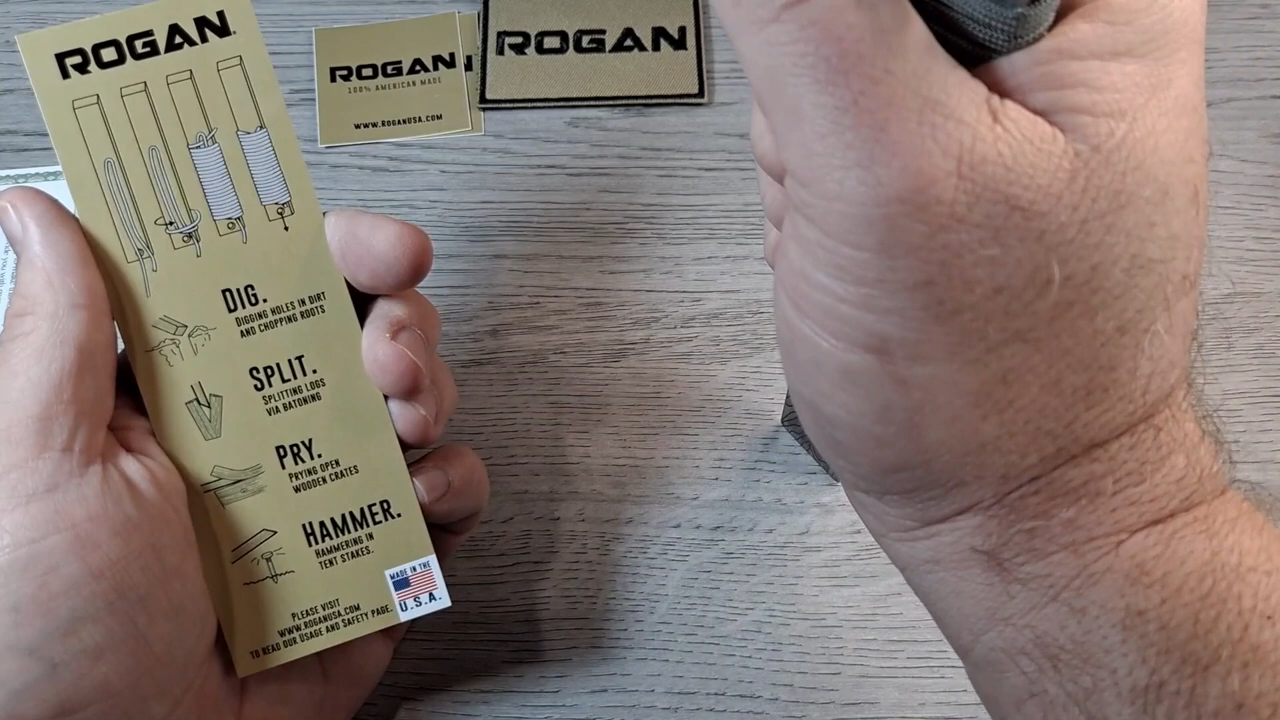 ROGAN
DIG.
DIGGING HOLES IN DIRT
AND CHOPPING ROOTS
SPLIT.
SPLITTING LOGS
VIA BATONING
PRY.
PRYING OPEN
WOODEN CRATES
HAMMER.
HAMMERING IN
TENT STAKES.
MADE IN THE
U.S.A.
PLEASE VISIT
WWW.ROGANUSA.COM
TO READ OUR USAGE AND SAFETY PAGE.
ROGAN
100% AMERICAN MADE
WWW.ROGANUSA.COM
ROGAN